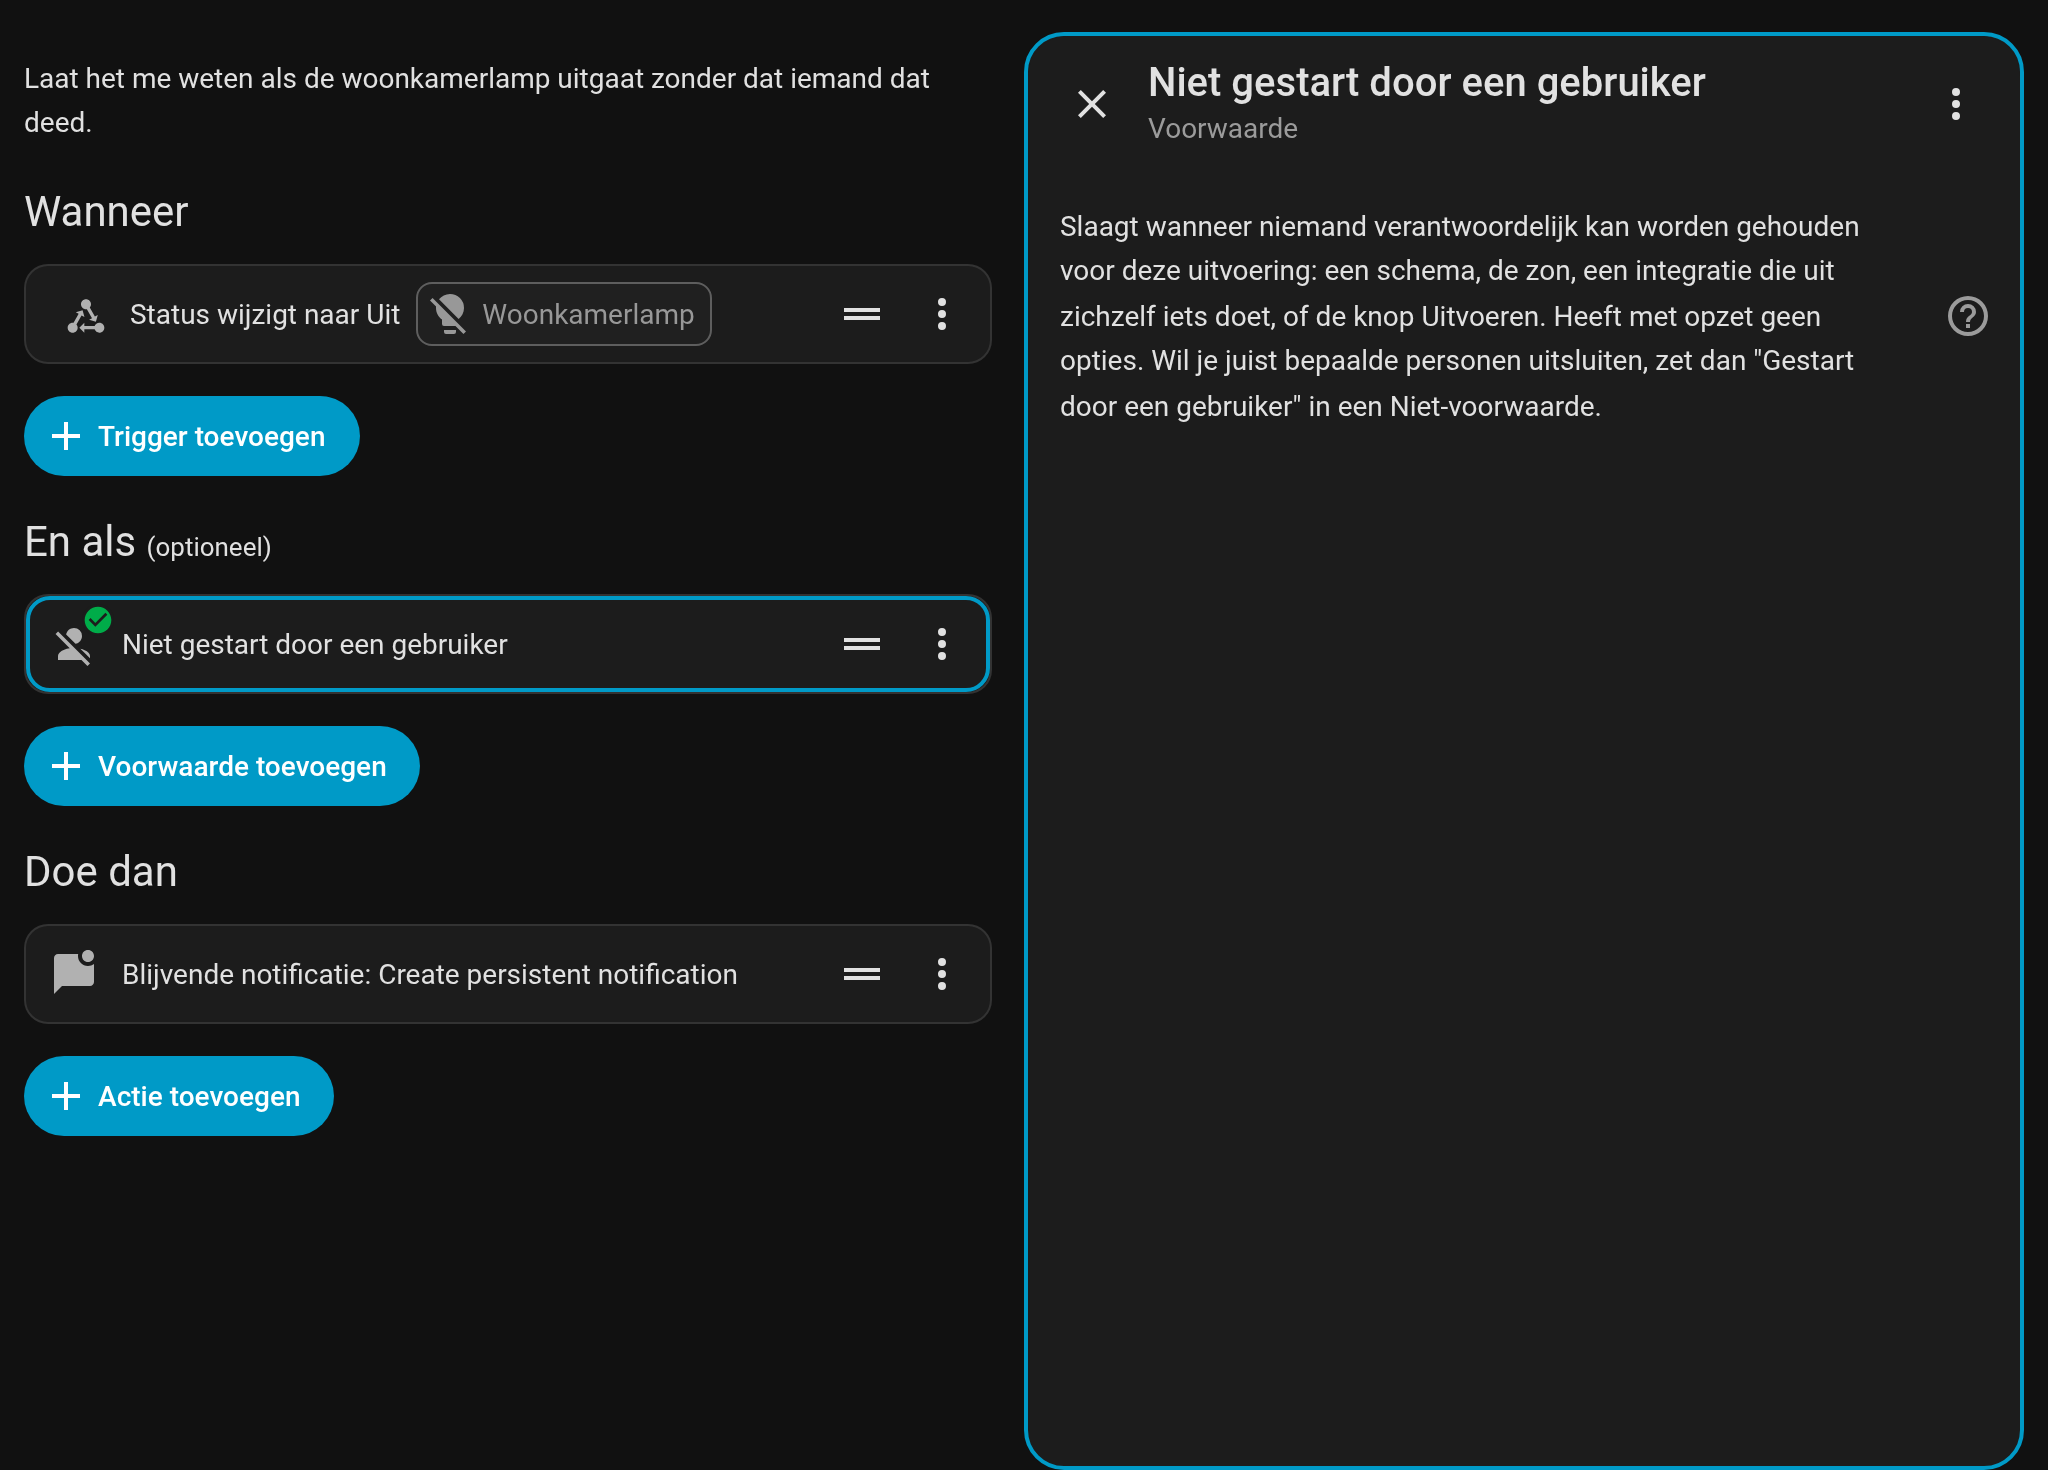 Laat het me weten als de woonkamerlamp uitgaat zonder dat iemand dat
deed.
Wanneer
Status wijzigt naar Uit Woonkamerlamp
Trigger toevoegen
En als (optioneel)
Niet gestart door een gebruiker
Voorwaarde toevoegen
Doe dan
Blijvende notificatie: Create persistent notification
Actie toevoegen
Niet gestart door een gebruiker
Voorwaarde
Slaagt wanneer niemand verantwoordelijk kan worden gehouden
voor deze uitvoering: een schema, de zon, een integratie die uit
zichzelf iets doet, of de knop Uitvoeren. Heeft met opzet geen
opties. Wil je juist bepaalde personen uitsluiten, zet dan "Gestart
door een gebruiker" in een Niet-voorwaarde.